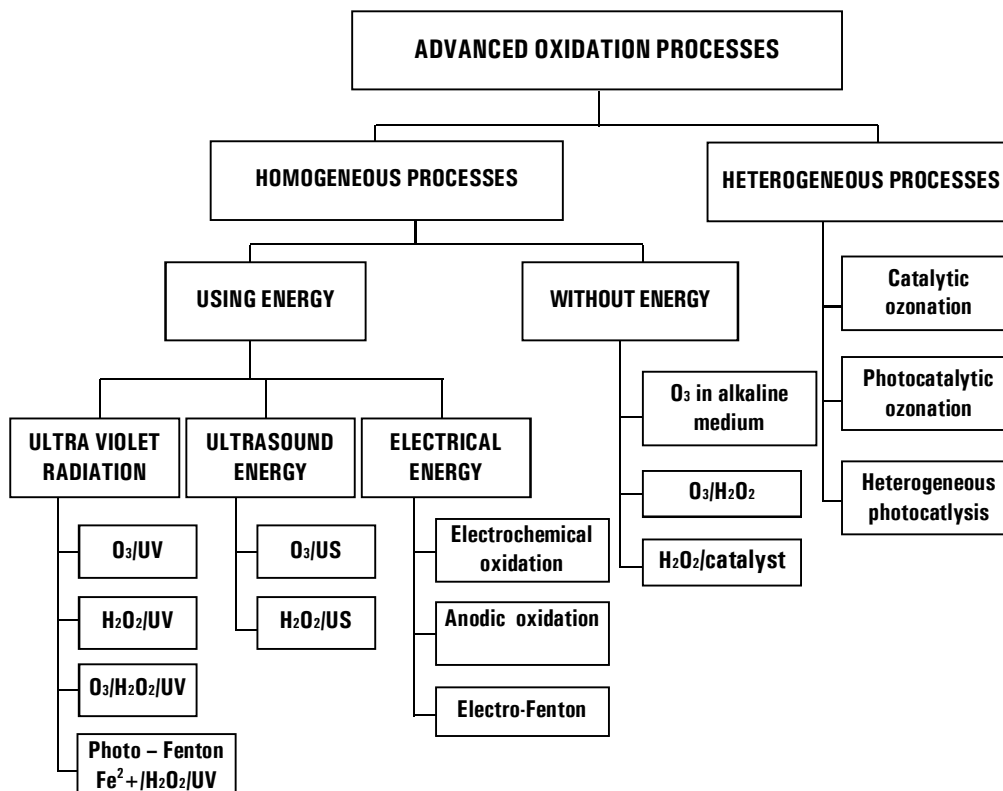 ADVANCED OXIDATION PROCESSES
HOMOGENEOUS PROCESSES
HETEROGENEOUS PROCESSES
USING ENERGY
WITHOUT ENERGY
Catalytic
ozonation
Photocatalytic
ozonation
Heterogeneous
photocatlysis
O₃ in alkaline
medium
O₃/H₂O₂
H₂O₂/catalyst
ULTRA VIOLET
RADIATION
ULTRASOUND
ENERGY
ELECTRICAL
ENERGY
O₃/UV
H₂O₂/UV
O₃/H₂O₂/UV
Photo – Fenton
Fe²+/H₂O₂/UV
O₃/US
H₂O₂/US
Electrochemical
oxidation
Anodic oxidation
Electro-Fenton